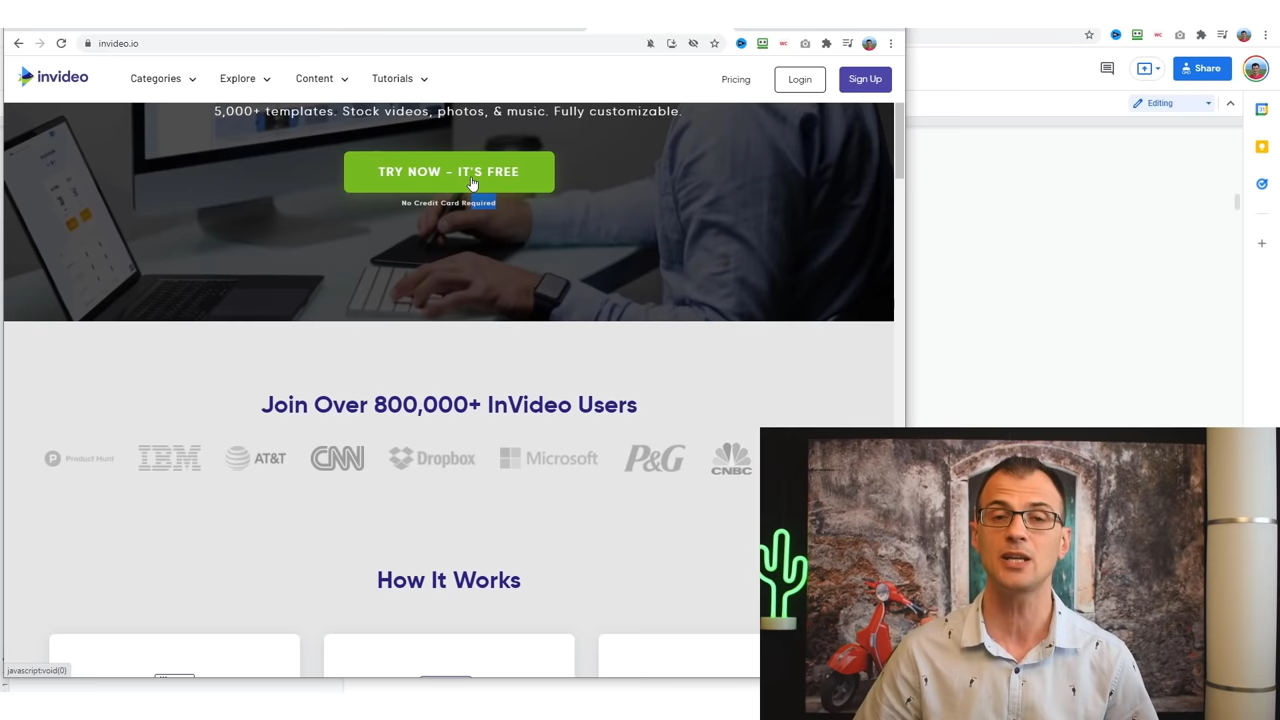 invideo.io
invideo
Categories
Explore
Content
Tutorials
Pricing
Login
Sign Up
Share
Editing
5,000+ templates. Stock videos, photos, & music. Fully customizable.
TRY NOW – IT'S FREE
No Credit Card Required
Join Over 800,000+ InVideo Users
Product Hunt
IBM
AT&T
CNN
Dropbox
Microsoft
P&G
CNBC
How It Works
javascript:void(0)